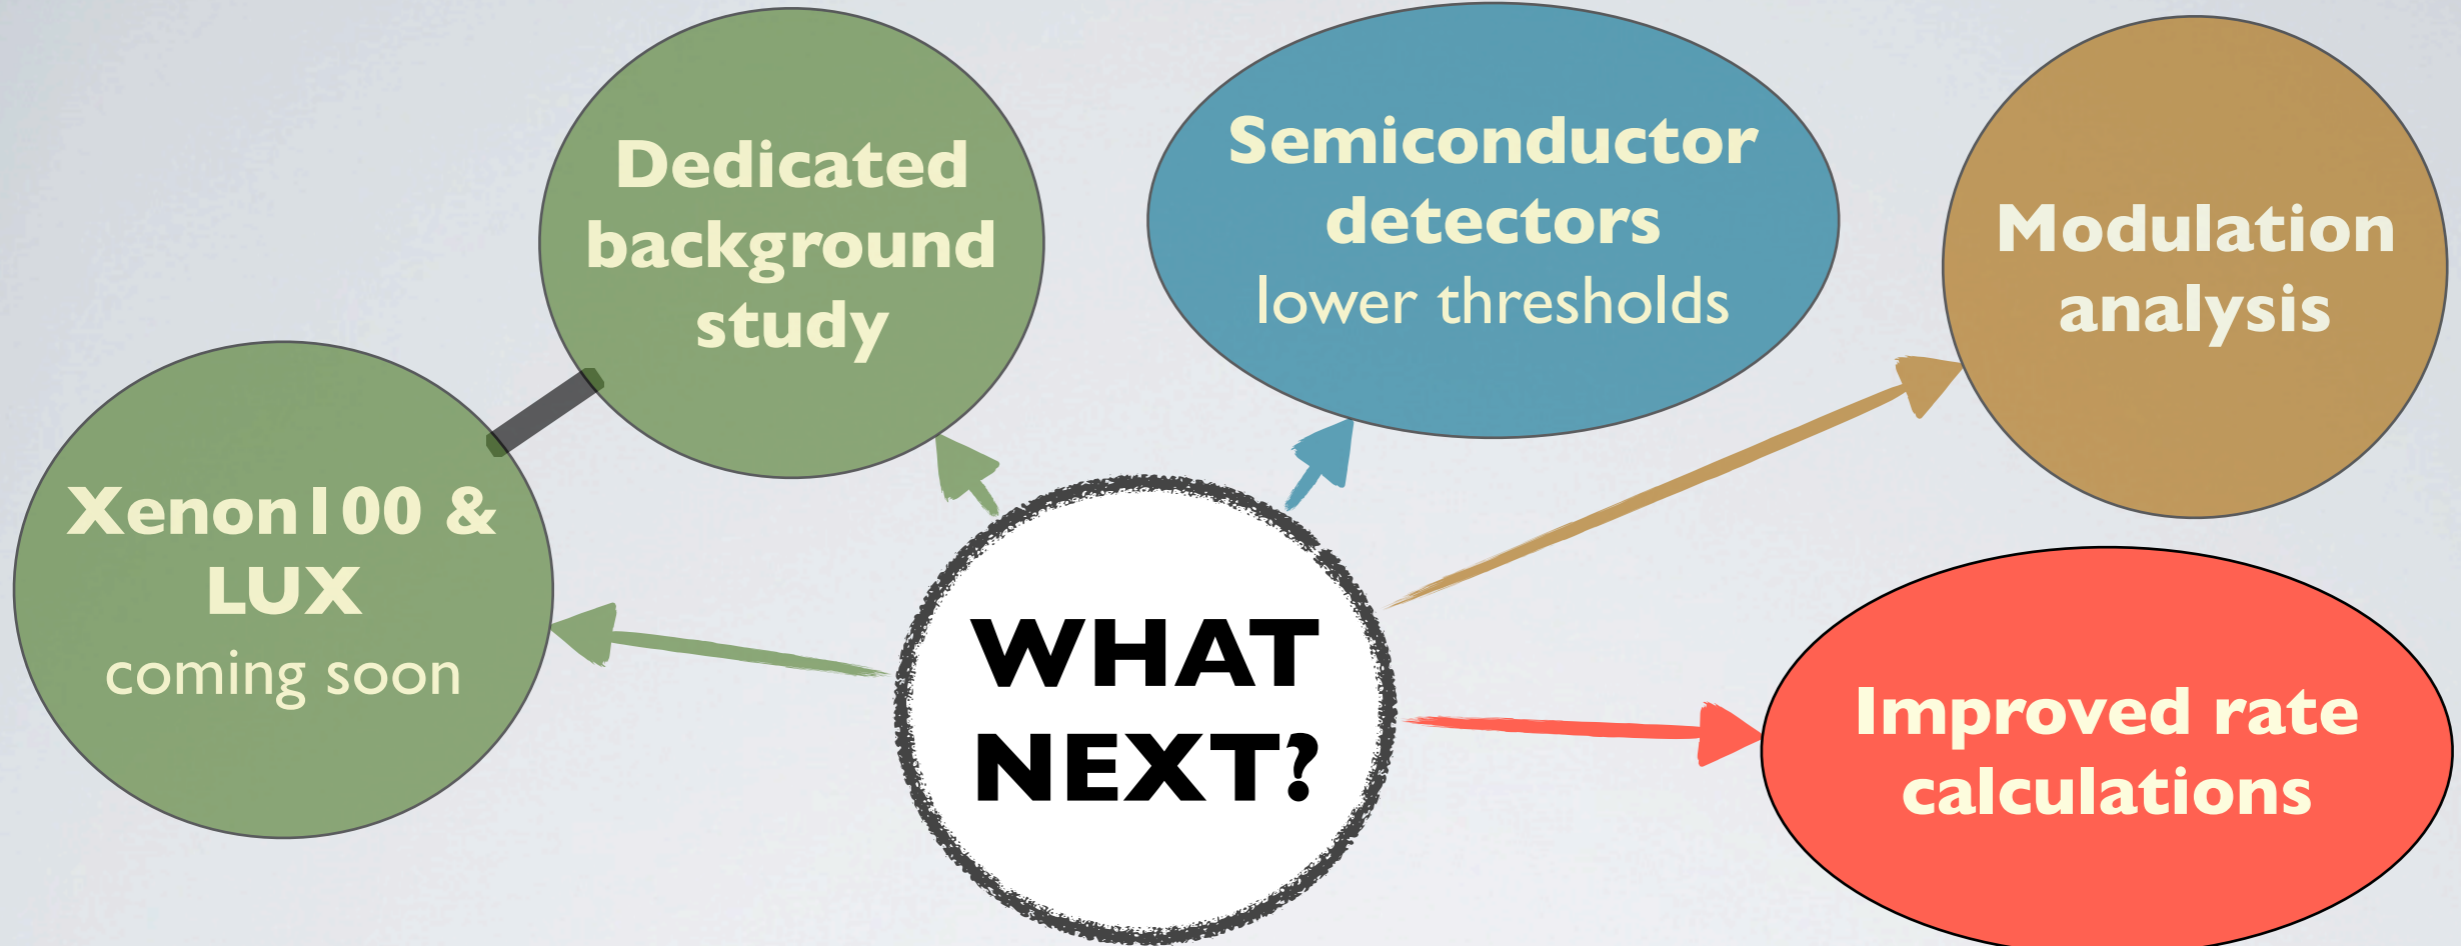 Dedicated
background
study
Semiconductor
detectors
lower thresholds
Modulation
analysis
Xenon100 &
LUX
coming soon
WHAT
NEXT?
Improved rate
calculations